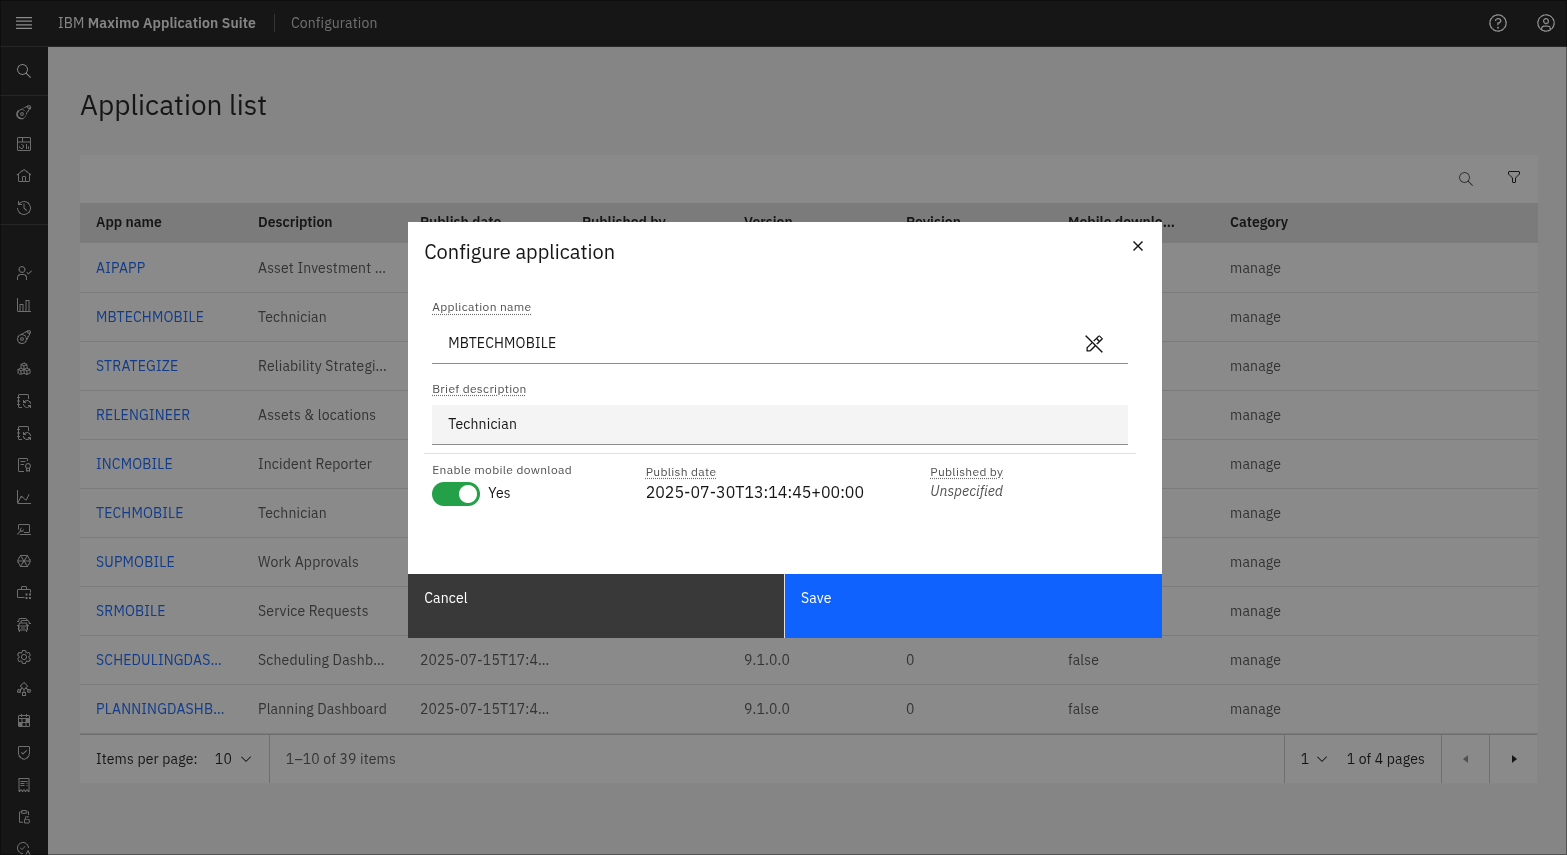 IBM Maximo Application Suite Configuration
Application list
App name Description Publish date Published by Version Revision Mobile downlo... Category
Configure application
Application name
MBTECHMOBILE
Brief description
Technician
Enable mobile download Publish date Published by
Yes 2025-07-30T13:14:45+00:00 Unspecified
Cancel Save
AIPAPP Asset Investment ... manage
MBTECHMOBILE Technician manage
STRATEGIZE Reliability Strategi... manage
RELENGINEER Assets & locations manage
INCMOBILE Incident Reporter manage
TECHMOBILE Technician manage
SUPMOBILE Work Approvals manage
SRMOBILE Service Requests manage
SCHEDULINGDAS... Scheduling Dashb... 2025-07-15T17:4... 9.1.0.0 0 false manage
PLANNINGDASHB... Planning Dashboard 2025-07-15T17:4... 9.1.0.0 0 false manage
Items per page: 10 1–10 of 39 items 1 1 of 4 pages